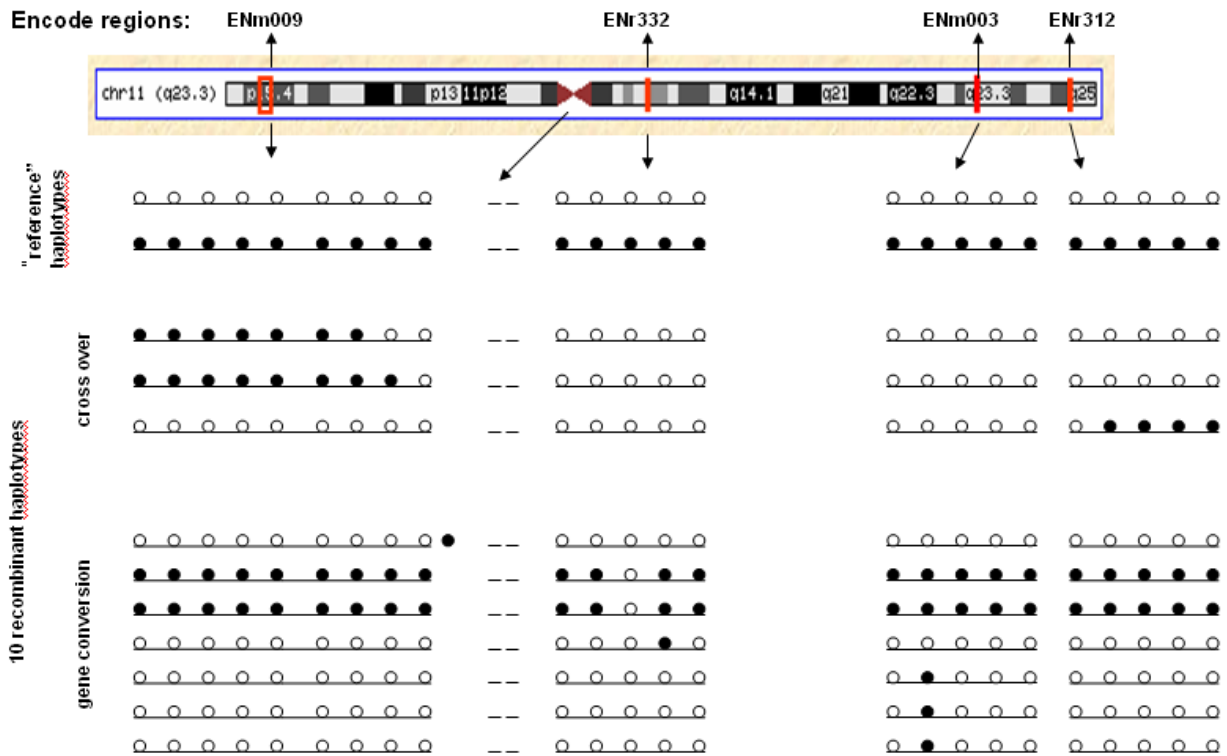 Encode regions: ENm009 ENr332 ENm003 ENr312
chr11 (q23.3) p15.4 p13 11p12 q14.1 q21 q22.3 q23.3 q25
"reference"
haplotypes
cross over
10 recombinant haplotypes
gene conversion